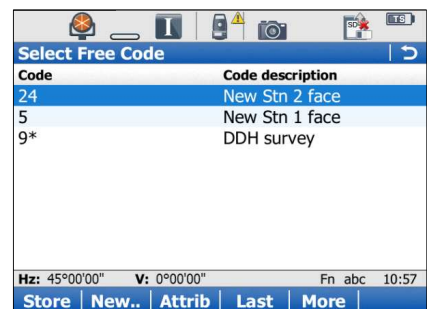 I SD TS
Select Free Code
Code Code description
24 New Stn 2 face
5 New Stn 1 face
9* DDH survey
Hz: 45°00'00" V: 0°00'00" Fn abc 10:57
Store New.. Attrib Last More